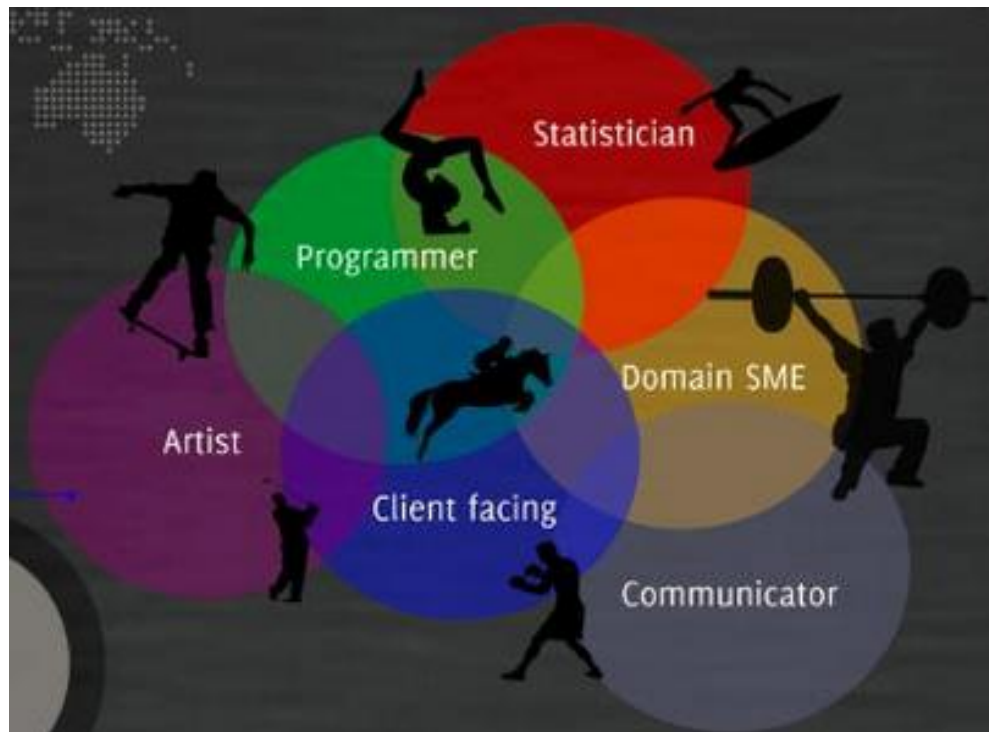 Statistician
Programmer
Domain SME
Artist
Client facing
Communicator